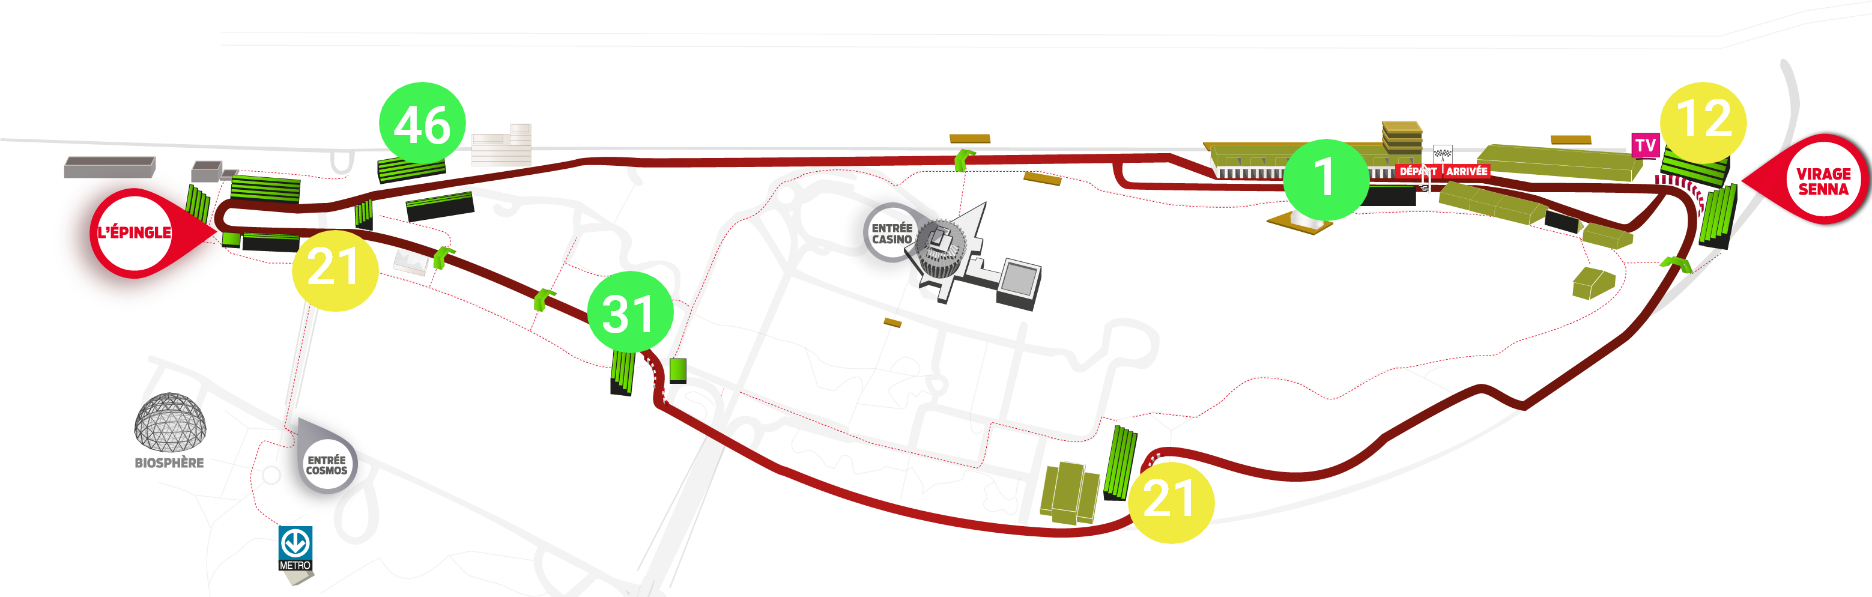 46
12
TV
1
DÉPART ARRIVÉE
VIRAGE
SENNA
L'ÉPINGLE
ENTRÉE
CASINO
21
31
BIOSPHÈRE
ENTRÉE
COSMOS
21
METRO